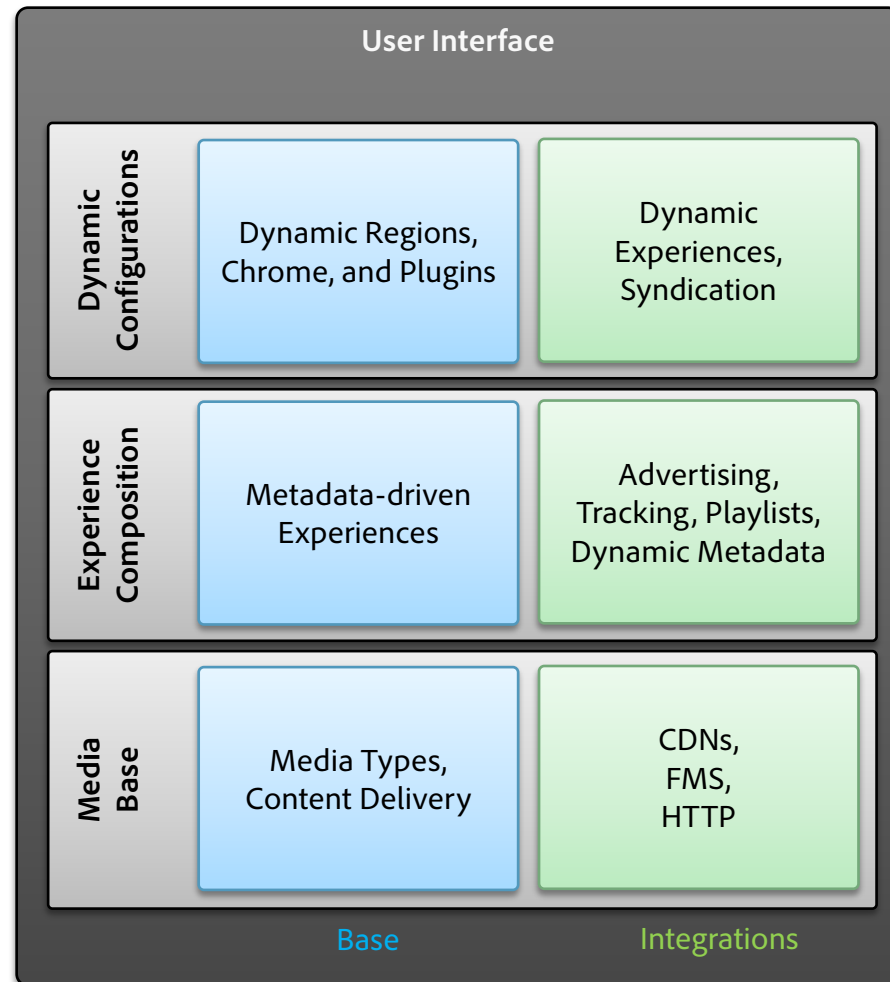 User Interface
Dynamic
Configurations
Dynamic Regions,
Chrome, and Plugins
Dynamic
Experiences,
Syndication
Experience
Composition
Metadata-driven
Experiences
Advertising,
Tracking, Playlists,
Dynamic Metadata
Media
Base
Media Types,
Content Delivery
CDNs,
FMS,
HTTP
Base
Integrations